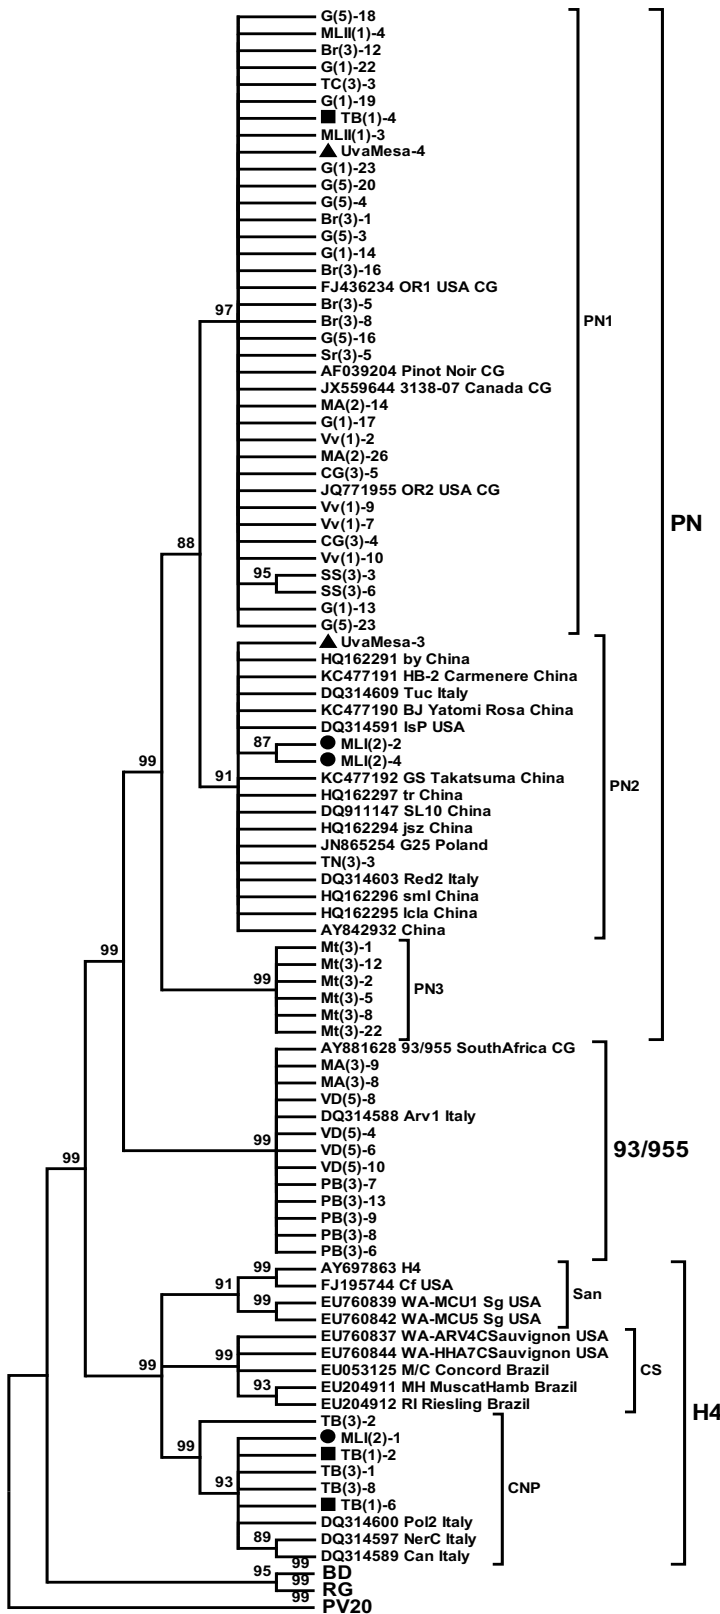 G(5)-18
MLII(1)-4
Br(3)-12
G(1)-22
TC(3)-3
G(1)-19
TB(1)-4
MLII(1)-3
UvaMesa-4
G(1)-23
G(5)-20
G(5)-4
Br(3)-1
G(5)-3
G(1)-14
Br(3)-16
FJ436234 OR1 USA CG
Br(3)-5
97
Br(3)-8
PN1
G(5)-16
Sr(3)-5
AF039204 Pinot Noir CG
JX559644 3138-07 Canada CG
MA(2)-14
G(1)-17
Vv(1)-2
MA(2)-26
CG(3)-5
JQ771955 OR2 USA CG
Vv(1)-9
Vv(1)-7
PN
CG(3)-4
88
Vv(1)-10
95
SS(3)-3
SS(3)-6
G(1)-13
G(5)-23
UvaMesa-3
HQ162291 by China
KC477191 HB-2 Carmenere China
DQ314609 Tuc Italy
KC477190 BJ Yatomi Rosa China
DQ314591 IsP USA
87
MLI(2)-2
99
MLI(2)-4
91
KC477192 GS Takatsuma China
PN2
HQ162297 tr China
DQ911147 SL10 China
HQ162294 jsz China
JN865254 G25 Poland
TN(3)-3
DQ314603 Red2 Italy
HQ162296 sml China
HQ162295 lcla China
AY842932 China
Mt(3)-1
99
Mt(3)-12
99
Mt(3)-2
PN3
Mt(3)-5
Mt(3)-8
Mt(3)-22
AY881628 93/955 SouthAfrica CG
MA(3)-9
MA(3)-8
VD(5)-8
DQ314588 Arv1 Italy
VD(5)-4
99
VD(5)-6
93/955
99
VD(5)-10
PB(3)-7
PB(3)-13
PB(3)-9
PB(3)-8
PB(3)-6
99
AY697863 H4
91
FJ195744 Cf USA
San
99
EU760839 WA-MCU1 Sg USA
EU760842 WA-MCU5 Sg USA
EU760837 WA-ARV4CSauvignon USA
99
99
EU760844 WA-HHA7CSauvignon USA
EU053125 M/C Concord Brazil
CS
93
EU204911 MH MuscatHamb Brazil
EU204912 RI Riesling Brazil
H4
TB(3)-2
MLI(2)-1
99
TB(1)-2
TB(3)-1
93
TB(3)-8
CNP
TB(1)-6
DQ314600 Pol2 Italy
89
DQ314597 NerC Italy
DQ314589 Can Italy
99
95
BD
99
RG
99
PV20